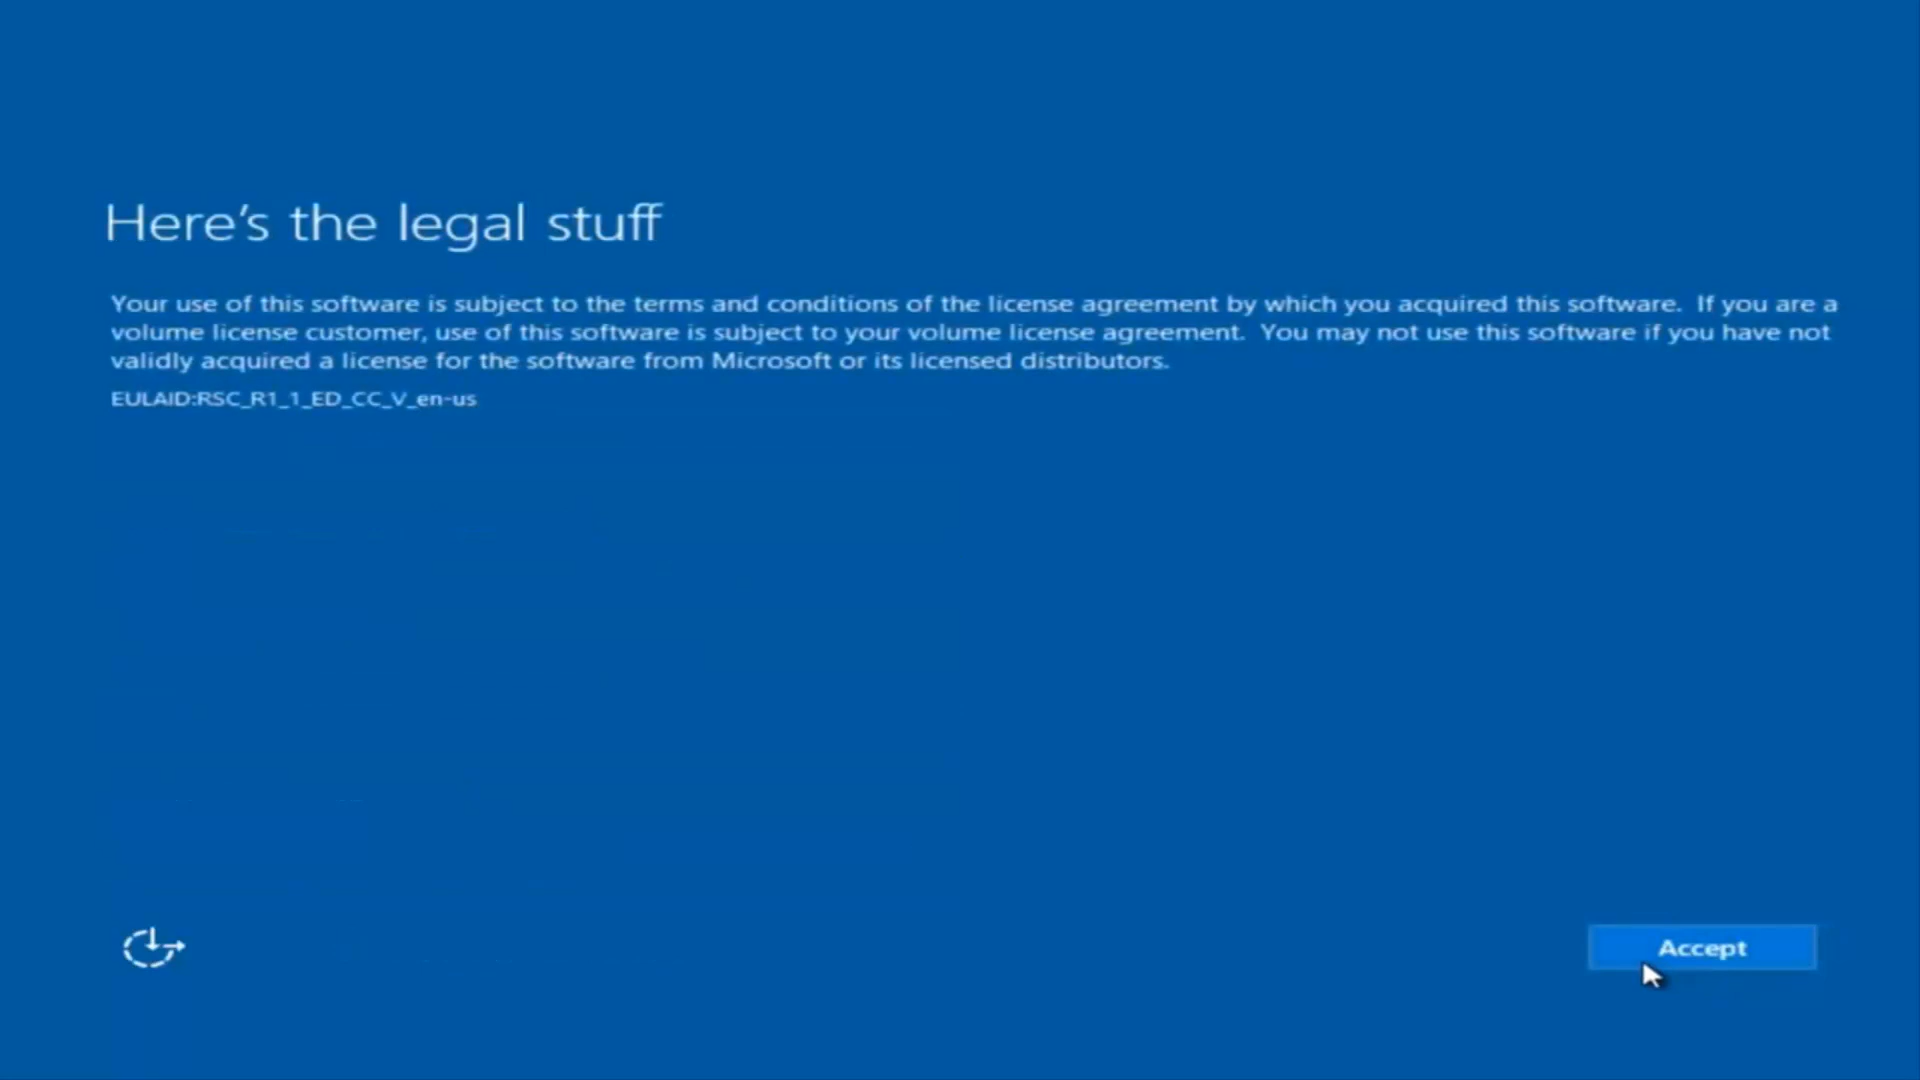 Here's the legal stuff
Your use of this software is subject to the terms and conditions of the license agreement by which you acquired this software.  If you are a
volume license customer, use of this software is subject to your volume license agreement.  You may not use this software if you have not
validly acquired a license for the software from Microsoft or its licensed distributors.
EULAID:RSC_R1_1_ED_CC_V_en-us
Accept